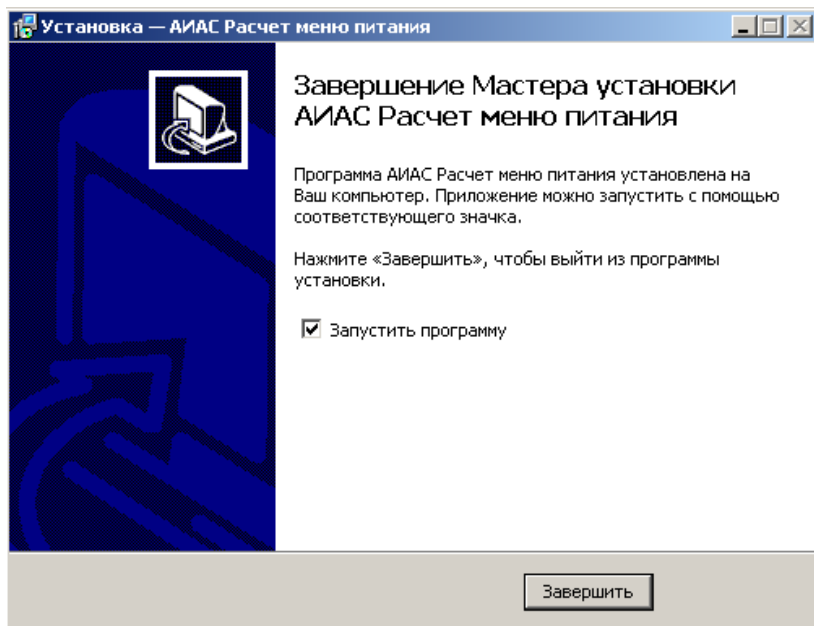 Установка — АИАС Расчет меню питания
Завершение Мастера установки
АИАС Расчет меню питания
Программа АИАС Расчет меню питания установлена на
Ваш компьютер. Приложение можно запустить с помощью
соответствующего значка.
Нажмите «Завершить», чтобы выйти из программы
установки.
Запустить программу
Завершить